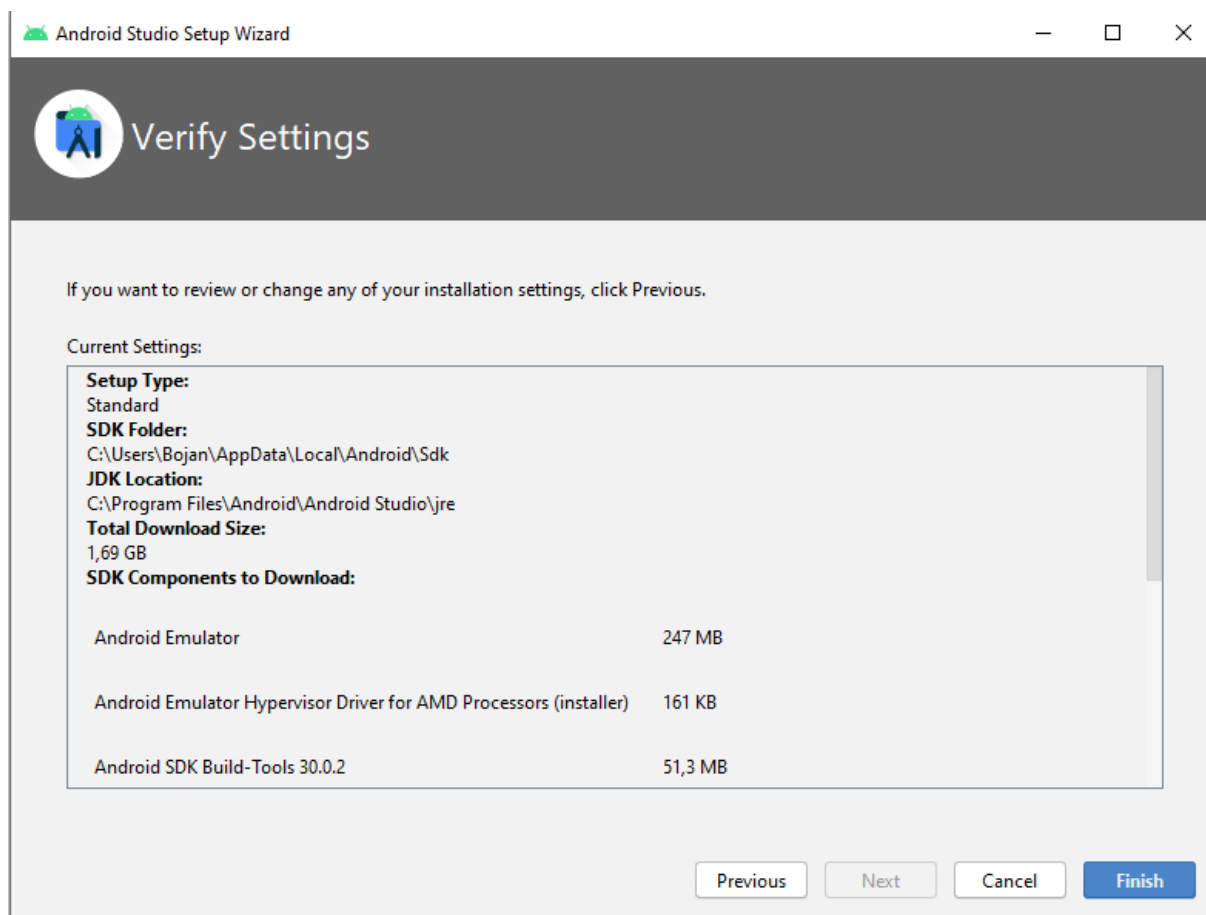 Android Studio Setup Wizard
Verify Settings
If you want to review or change any of your installation settings, click Previous.
Current Settings:
Setup Type:
Standard
SDK Folder:
C:\Users\Bojan\AppData\Local\Android\Sdk
JDK Location:
C:\Program Files\Android\Android Studio\jre
Total Download Size:
1,69 GB
SDK Components to Download:
Android Emulator 247 MB
Android Emulator Hypervisor Driver for AMD Processors (installer) 161 KB
Android SDK Build-Tools 30.0.2 51,3 MB
Previous Next Cancel Finish